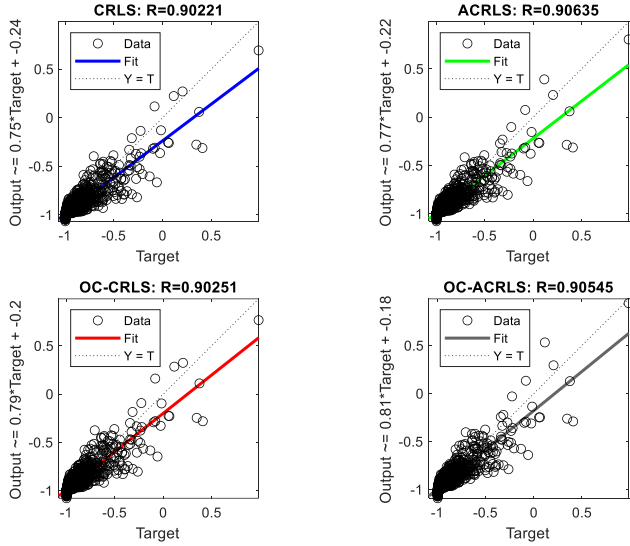 CRLS: R=0.90221
Output ~= 0.75*Target + -0.24
Data
Fit
Y = T
0.5
0
-0.5
-1
-1 -0.5 0 0.5
Target
ACRLS: R=0.90635
Output ~= 0.77*Target + -0.22
Data
Fit
Y = T
0.5
0
-0.5
-1
-1 -0.5 0 0.5
Target
OC-CRLS: R=0.90251
Output ~= 0.79*Target + -0.2
Data
Fit
Y = T
0.5
0
-0.5
-1
-1 -0.5 0 0.5
Target
OC-ACRLS: R=0.90545
Output ~= 0.81*Target + -0.18
Data
Fit
Y = T
0.5
0
-0.5
-1
-1 -0.5 0 0.5
Target